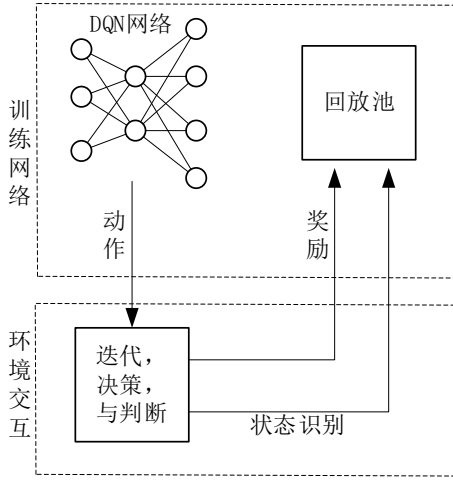 DQN网络
回放池
训练网络
动作
奖励
环境交互
迭代，
决策，
与判断
状态识别